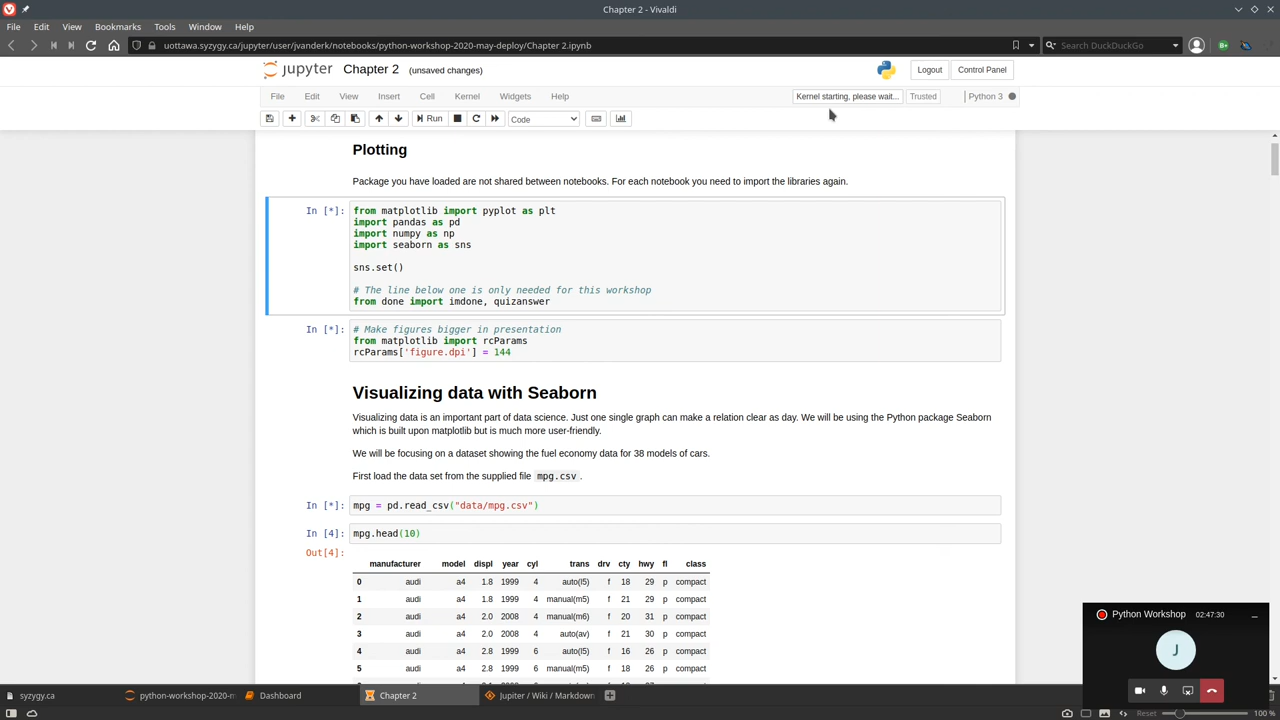 Chapter 2 - Vivaldi
File Edit View Bookmarks Tools Window Help
uottawa.syzygy.ca/jupyter/user/jvanderk/notebooks/python-workshop-2020-may-deploy/Chapter 2.ipynb
Search DuckDuckGo
jupyter Chapter 2 (unsaved changes)
Logout Control Panel
File Edit View Insert Cell Kernel Widgets Help
Kernel starting, please wait... Trusted Python 3
Run Code
Plotting
Package you have loaded are not shared between notebooks. For each notebook you need to import the libraries again.
In [*]: from matplotlib import pyplot as plt
import pandas as pd
import numpy as np
import seaborn as sns
sns.set()
# The line below one is only needed for this workshop
from done import imdone, quizanswer
In [*]: # Make figures bigger in presentation
from matplotlib import rcParams
rcParams['figure.dpi'] = 144
Visualizing data with Seaborn
Visualizing data is an important part of data science. Just one single graph can make a relation clear as day. We will be using the Python package Seaborn
which is built upon matplotlib but is much more user-friendly.
We will be focusing on a dataset showing the fuel economy data for 38 models of cars.
First load the data set from the supplied file mpg.csv.
In [*]: mpg = pd.read_csv("data/mpg.csv")
In [4]: mpg.head(10)
Out[4]:
manufacturer model displ year cyl trans drv cty hwy fl class
0 audi a4 1.8 1999 4 auto(l5) f 18 29 p compact
1 audi a4 1.8 1999 4 manual(m5) f 21 29 p compact
2 audi a4 2.0 2008 4 manual(m6) f 20 31 p compact
3 audi a4 2.0 2008 4 auto(av) f 21 30 p compact
4 audi a4 2.8 1999 6 auto(l5) f 16 26 p compact
5 audi a4 2.8 1999 6 manual(m5) f 18 26 p compact
Python Workshop 02:47:30
J
syzygy.ca python-workshop-2020-m Dashboard Chapter 2 Jupiter / Wiki / Markdown
Reset 100 %